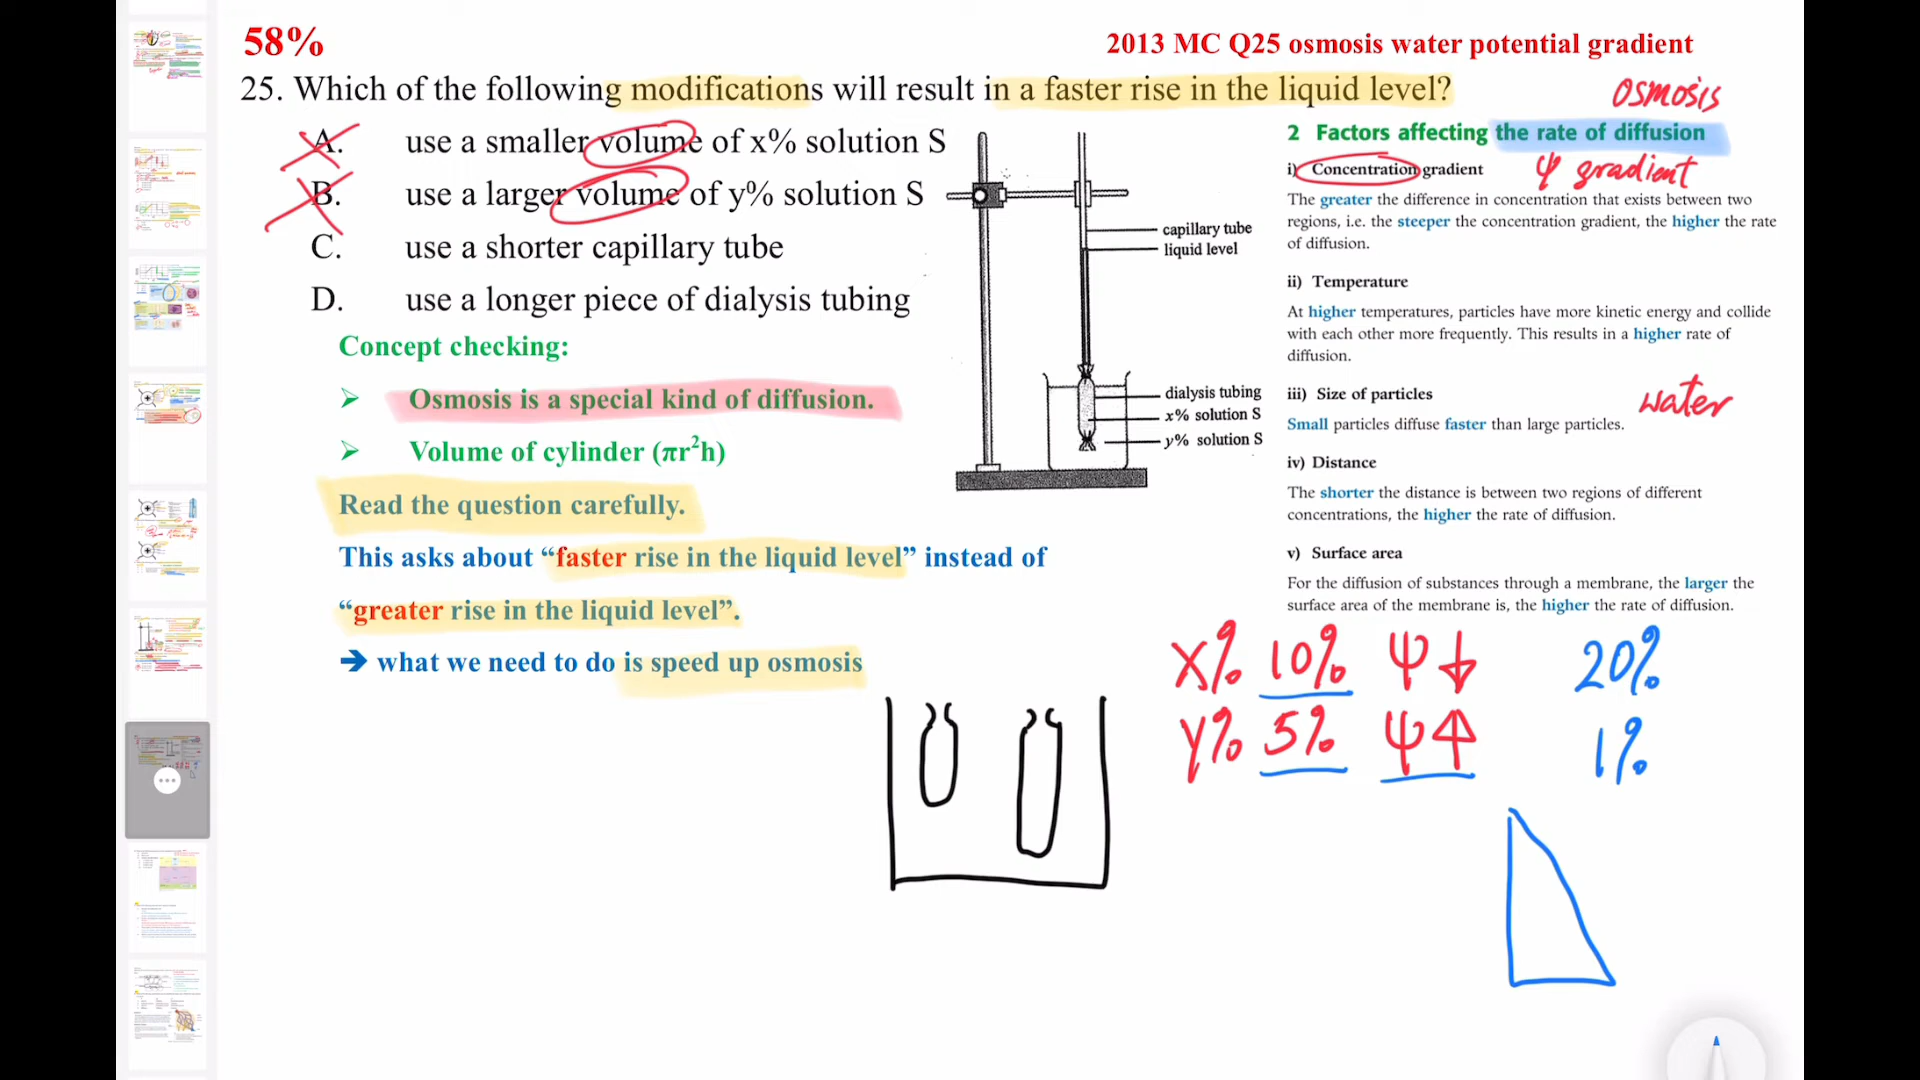 58%
2013 MC Q25 osmosis water potential gradient
25. Which of the following modifications will result in a faster rise in the liquid level?
A. use a smaller volume of x% solution S
B. use a larger volume of y% solution S
C. use a shorter capillary tube
D. use a longer piece of dialysis tubing
Concept checking:
➢ Osmosis is a special kind of diffusion.
➢ Volume of cylinder (πr²h)
Read the question carefully.
This asks about “faster rise in the liquid level” instead of
“greater rise in the liquid level”.
➔ what we need to do is speed up osmosis
capillary tube
liquid level
dialysis tubing
x% solution S
y% solution S
osmosis
2 Factors affecting the rate of diffusion
i) Concentration gradient
ψ gradient
The greater the difference in concentration that exists between two
regions, i.e. the steeper the concentration gradient, the higher the rate
of diffusion.
ii) Temperature
At higher temperatures, particles have more kinetic energy and collide
with each other more frequently. This results in a higher rate of
diffusion.
iii) Size of particles
water
Small particles diffuse faster than large particles.
iv) Distance
The shorter the distance is between two regions of different
concentrations, the higher the rate of diffusion.
v) Surface area
For the diffusion of substances through a membrane, the larger the
surface area of the membrane is, the higher the rate of diffusion.
X% 10% ψ↓ 20%
Y% 5% ψ↑ 1%